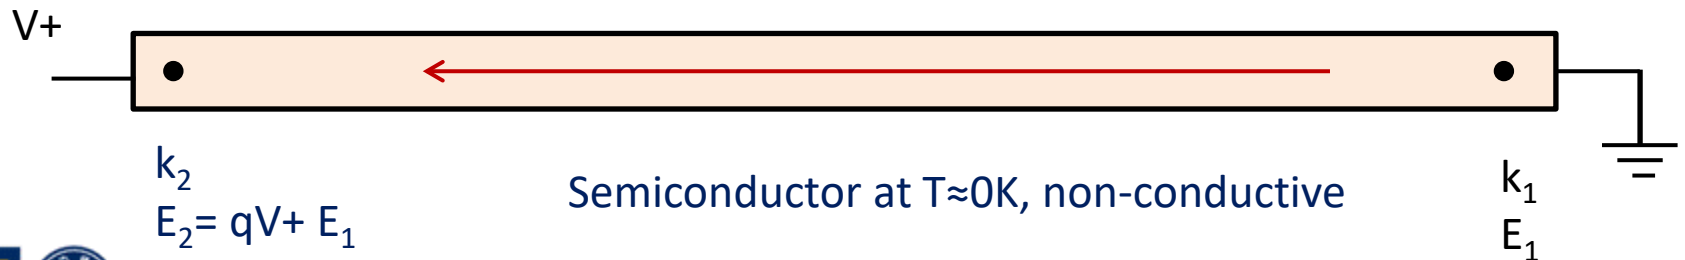 V+
k₂
E₂= qV+ E₁
Semiconductor at T≈0K, non-conductive
k₁
E₁